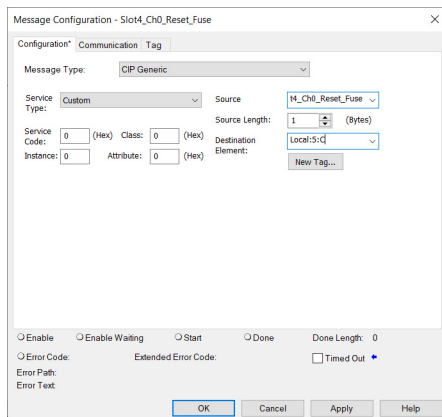 Message Configuration - Slot4_Ch0_Reset_Fuse
Configuration* Communication Tag
Message Type: CIP Generic
Service Type: Custom
Source t4_Ch0_Reset_Fuse
Source Length: 1 (Bytes)
Service Code: 0 (Hex) Class: 0 (Hex)
Destination Element: Local:5:C
Instance: 0 Attribute: 0 (Hex)
New Tag...
Enable Enable Waiting Start Done Done Length: 0
Error Code: Extended Error Code: Timed Out
Error Path:
Error Text:
OK Cancel Apply Help